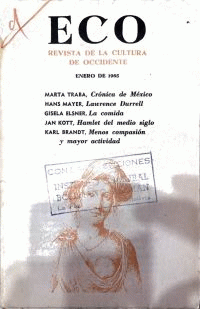 d
ECO
REVISTA DE LA CULTURA
DE OCCIDENTE
ENERO DE 1965
MARTA TRABA, Crónica de México
HANS MAYER, Lawrence Durrell
GISELA ELSNER, La comida
JAN KOTT, Hamlet del medio siglo
KARL BRANDT, Menos compasión
y mayor actividad